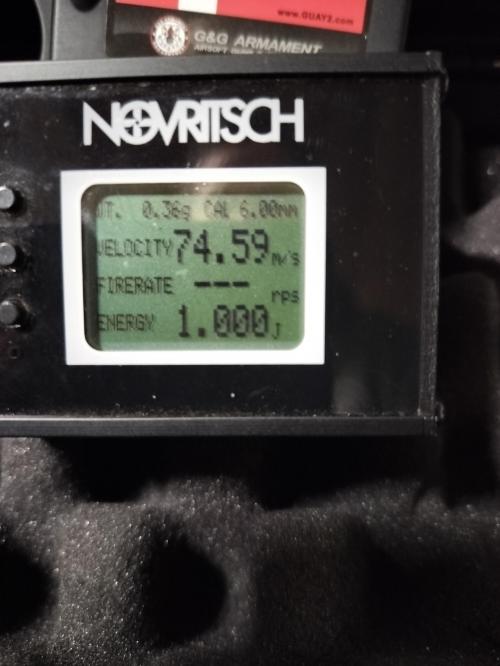 www.GUAY2.com
G&G ARMAMENT
NOVRITSCH
WT. 0.36g CAL 6.00mm
VELOCITY 74.59 M/S
FIRERATE --- rps
ENERGY 1.000 J